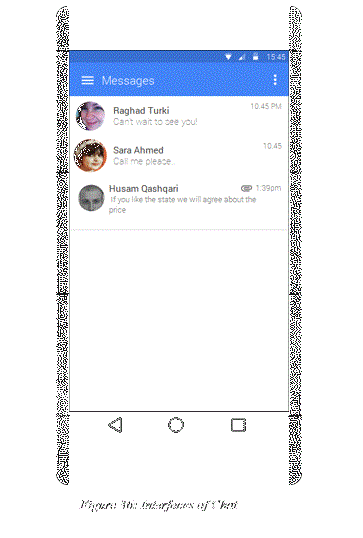 15:45
Messages
Raghad Turki
10.45 PM
Can't wait to see you!
Sara Ahmed
10.45
Call me please..
Husam Qashqari
1:39pm
If you like the state we will agree about the
price
Interfaces of Chat